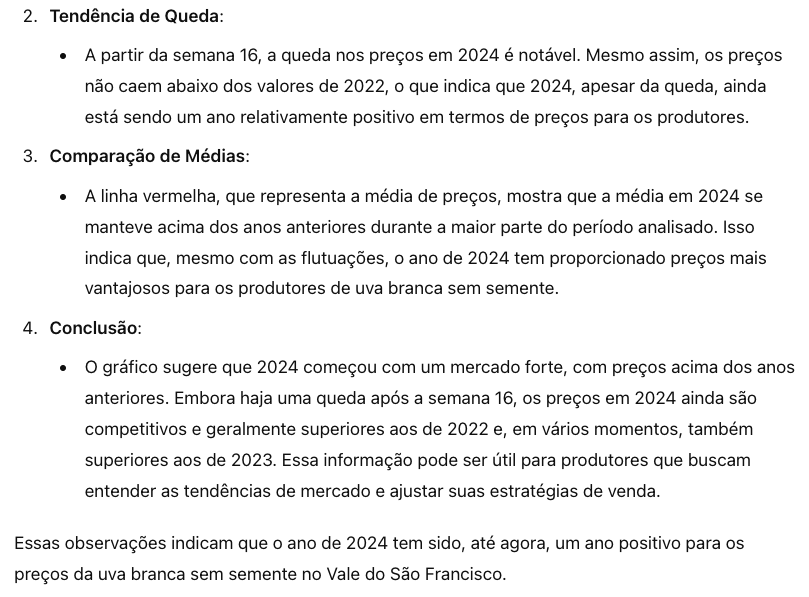 2. Tendência de Queda:
• A partir da semana 16, a queda nos preços em 2024 é notável. Mesmo assim, os preços
não caem abaixo dos valores de 2022, o que indica que 2024, apesar da queda, ainda
está sendo um ano relativamente positivo em termos de preços para os produtores.
3. Comparação de Médias:
• A linha vermelha, que representa a média de preços, mostra que a média em 2024 se
manteve acima dos anos anteriores durante a maior parte do período analisado. Isso
indica que, mesmo com as flutuações, o ano de 2024 tem proporcionado preços mais
vantajosos para os produtores de uva branca sem semente.
4. Conclusão:
• O gráfico sugere que 2024 começou com um mercado forte, com preços acima dos anos
anteriores. Embora haja uma queda após a semana 16, os preços em 2024 ainda são
competitivos e geralmente superiores aos de 2022 e, em vários momentos, também
superiores aos de 2023. Essa informação pode ser útil para produtores que buscam
entender as tendências de mercado e ajustar suas estratégias de venda.
Essas observações indicam que o ano de 2024 tem sido, até agora, um ano positivo para os
preços da uva branca sem semente no Vale do São Francisco.